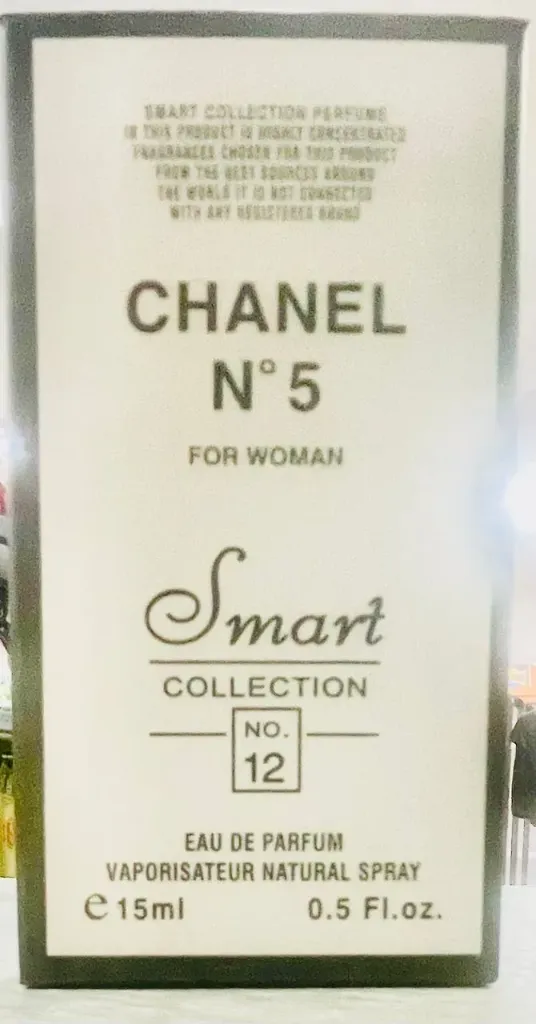 SMART COLLECTION PERFUME
IN THIS PRODUCT IS HIGHLY CONCENTRATED
FRAGRANCES CHOSEN FOR THIS PRODUCT
FROM THE BEST SOURCES AROUND
THE WORLD IT IS NOT CONNECTED
WITH ANY REGISTERED BRAND
CHANEL
N° 5
FOR WOMAN
Smart
COLLECTION
NO.
12
EAU DE PARFUM
VAPORISATEUR NATURAL SPRAY
e 15ml 0.5 Fl.oz.